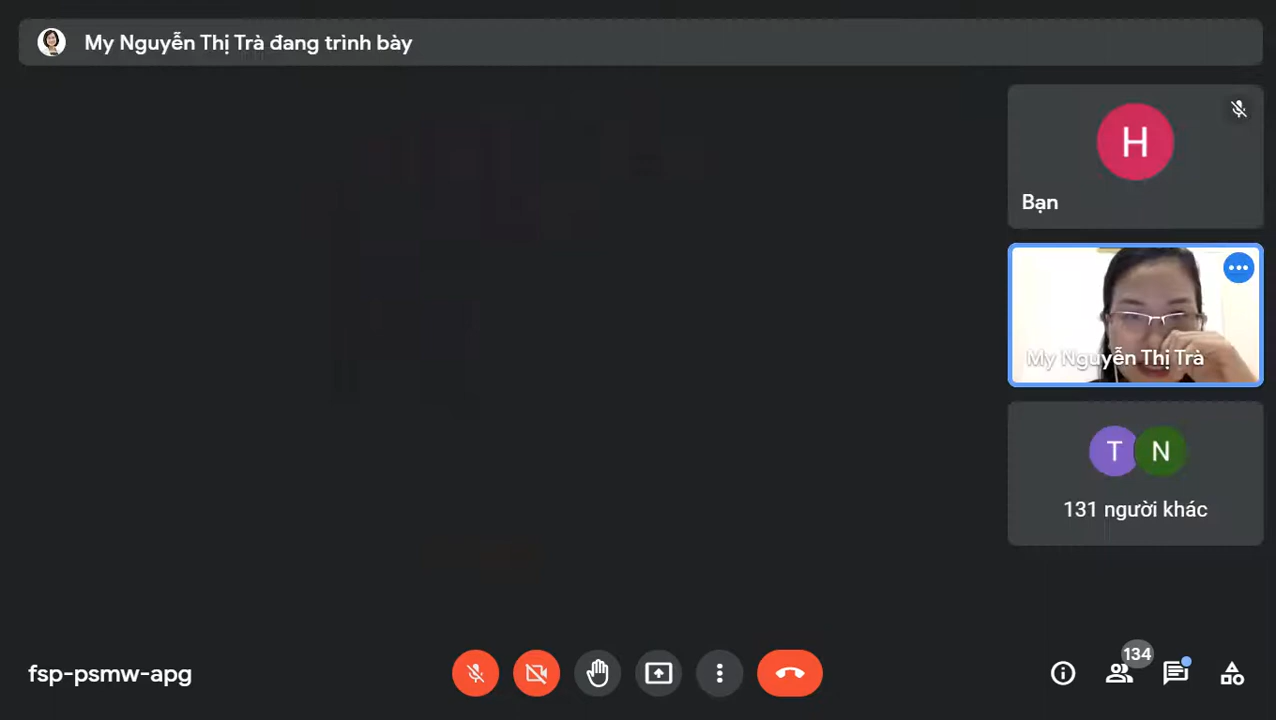 My Nguyễn Thị Trà đang trình bày
H
Bạn
My Nguyễn Thị Trà
T N
131 người khác
fsp-psmw-apg
134